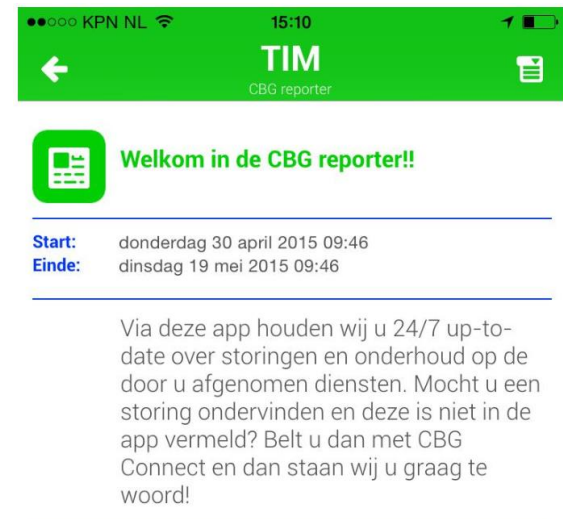 KPN NL 15:10
TIM
CBG reporter
Welkom in de CBG reporter!!
Start: donderdag 30 april 2015 09:46
Einde: dinsdag 19 mei 2015 09:46
Via deze app houden wij u 24/7 up-to-
date over storingen en onderhoud op de
door u afgenomen diensten. Mocht u een
storing ondervinden en deze is niet in de
app vermeld? Belt u dan met CBG
Connect en dan staan wij u graag te
woord!